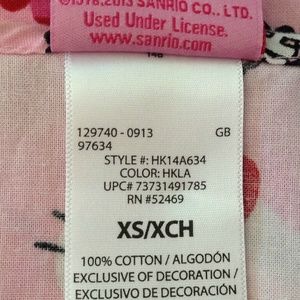 ©1976, 2013 SANRIO CO., LTD.
Used Under License.
www.sanrio.com
129740 - 0913 GB
97634
STYLE #: HK14A634
COLOR: HKLA
UPC# 73731491785
RN #52469
XS/XCH
100% COTTON / ALGODÓN
EXCLUSIVE OF DECORATION /
EXCLUSIVO DE DECORACIÓN